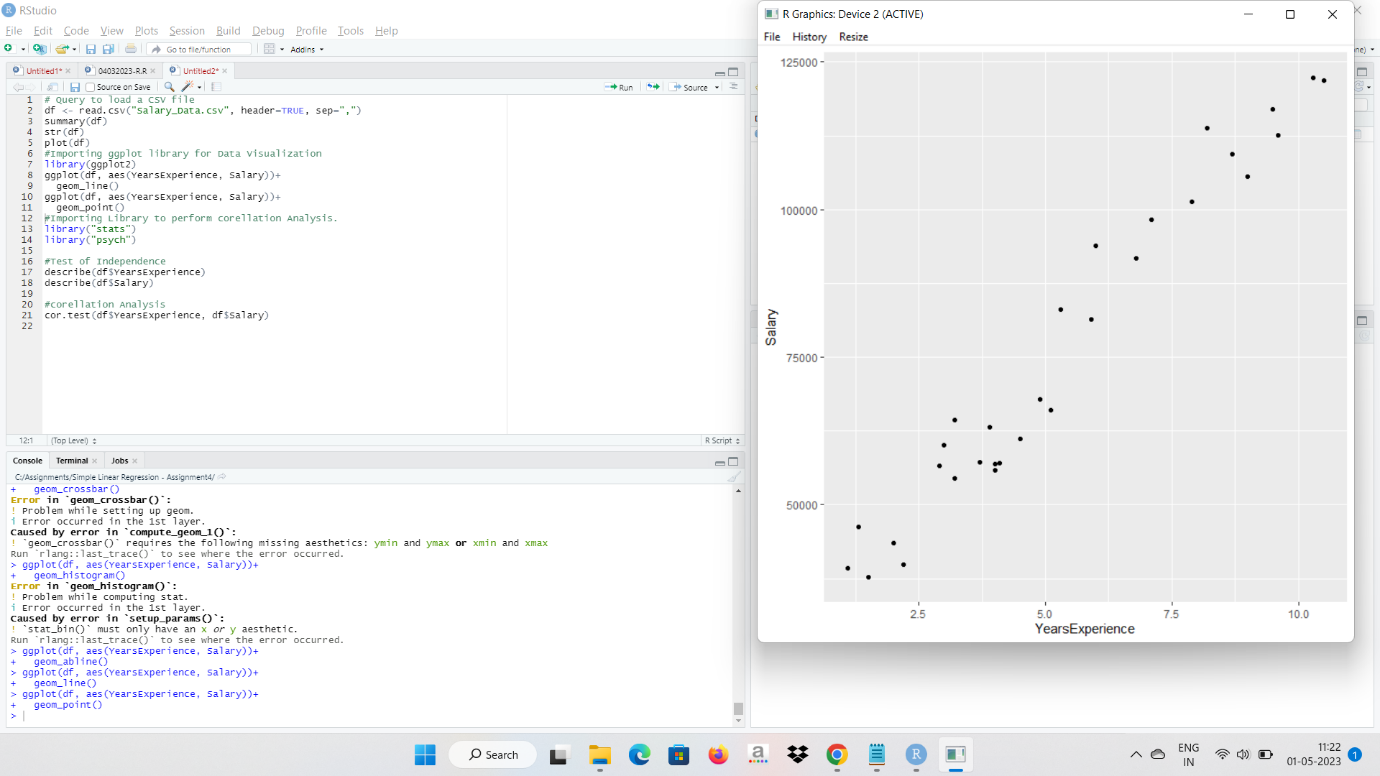 RStudio
File Edit Code View Plots Session Build Debug Profile Tools Help
Go to file/function
Addins
Untitled1*
04032023-R.R
Untitled2*
Source on Save
Run
Source
1 # Query to load a CSV file
2 df <- read.csv("Salary_Data.csv", header=TRUE, sep=",")
3 summary(df)
4 str(df)
5 plot(df)
6 #Importing ggplot library for Data Visualization
7 library(ggplot2)
8 ggplot(df, aes(YearsExperience, Salary))+
9 geom_line()
10 ggplot(df, aes(YearsExperience, Salary))+
11 geom_point()
12 #Importing Library to perform corellation Analysis.
13 library("stats")
14 library("psych")
15
16 #Test of Independence
17 describe(df$YearsExperience)
18 describe(df$Salary)
19
20 #corellation Analysis
21 cor.test(df$YearsExperience, df$Salary)
22
12:1 (Top Level) R Script
Console Terminal Jobs
C:/Assignments/Simple Linear Regression - Assignment4/
+ geom_crossbar()
Error in `geom_crossbar()`:
! Problem while setting up geom.
i Error occurred in the 1st layer.
Caused by error in `compute_geom_1()`:
! `geom_crossbar()` requires the following missing aesthetics: ymin and ymax or xmin and xmax
Run `rlang::last_trace()` to see where the error occurred.
> ggplot(df, aes(YearsExperience, Salary))+
+ geom_histogram()
Error in `geom_histogram()`:
! Problem while computing stat.
i Error occurred in the 1st layer.
Caused by error in `setup_params()`:
! `stat_bin()` must only have an x or y aesthetic.
Run `rlang::last_trace()` to see where the error occurred.
> ggplot(df, aes(YearsExperience, Salary))+
+ geom_abline()
> ggplot(df, aes(YearsExperience, Salary))+
+ geom_line()
> ggplot(df, aes(YearsExperience, Salary))+
+ geom_point()
>
R Graphics: Device 2 (ACTIVE)
File History Resize
125000
100000
75000
50000
Salary
2.5 5.0 7.5 10.0
YearsExperience
Search
ENG
IN
11:22
01-05-2023
1